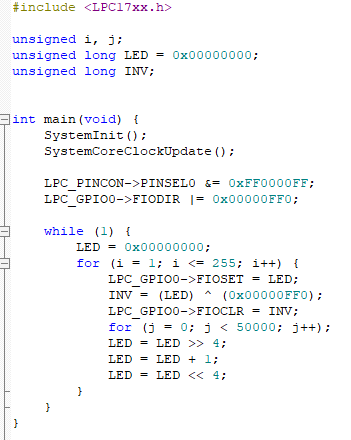 #include <LPC17xx.h>
unsigned i, j;
unsigned long LED = 0x00000000;
unsigned long INV;
int main(void) {
SystemInit();
SystemCoreClockUpdate();
LPC_PINCON->PINSEL0 &= 0xFF0000FF;
LPC_GPIO0->FIODIR |= 0x00000FF0;
while (1) {
LED = 0x00000000;
for (i = 1; i <= 255; i++) {
LPC_GPIO0->FIOSET = LED;
INV = (LED) ^ (0x00000FF0);
LPC_GPIO0->FIOCLR = INV;
for (j = 0; j < 50000; j++);
LED = LED >> 4;
LED = LED + 1;
LED = LED << 4;
}
}
}